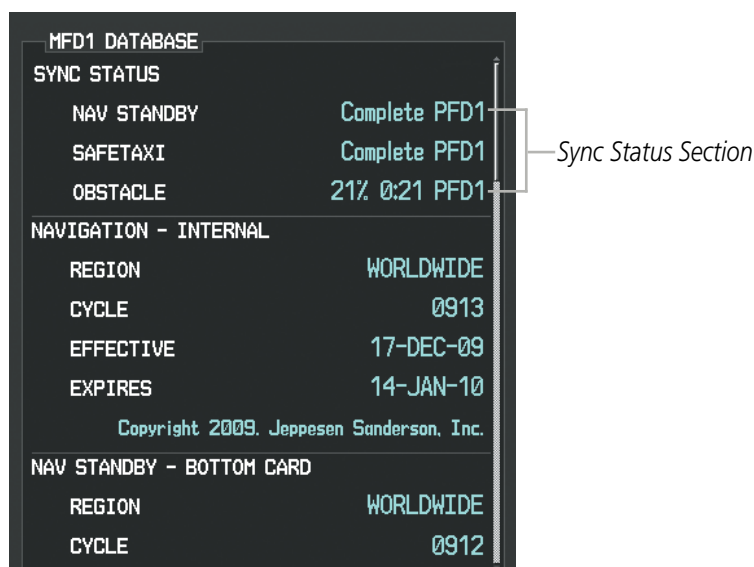 MFD1 DATABASE
SYNC STATUS
NAV STANDBY Complete PFD1
SAFETAXI Complete PFD1
OBSTACLE 21% 0:21 PFD1
Sync Status Section
NAVIGATION - INTERNAL
REGION WORLDWIDE
CYCLE 0913
EFFECTIVE 17-DEC-09
EXPIRES 14-JAN-10
Copyright 2009. Jeppesen Sanderson, Inc.
NAV STANDBY - BOTTOM CARD
REGION WORLDWIDE
CYCLE 0912